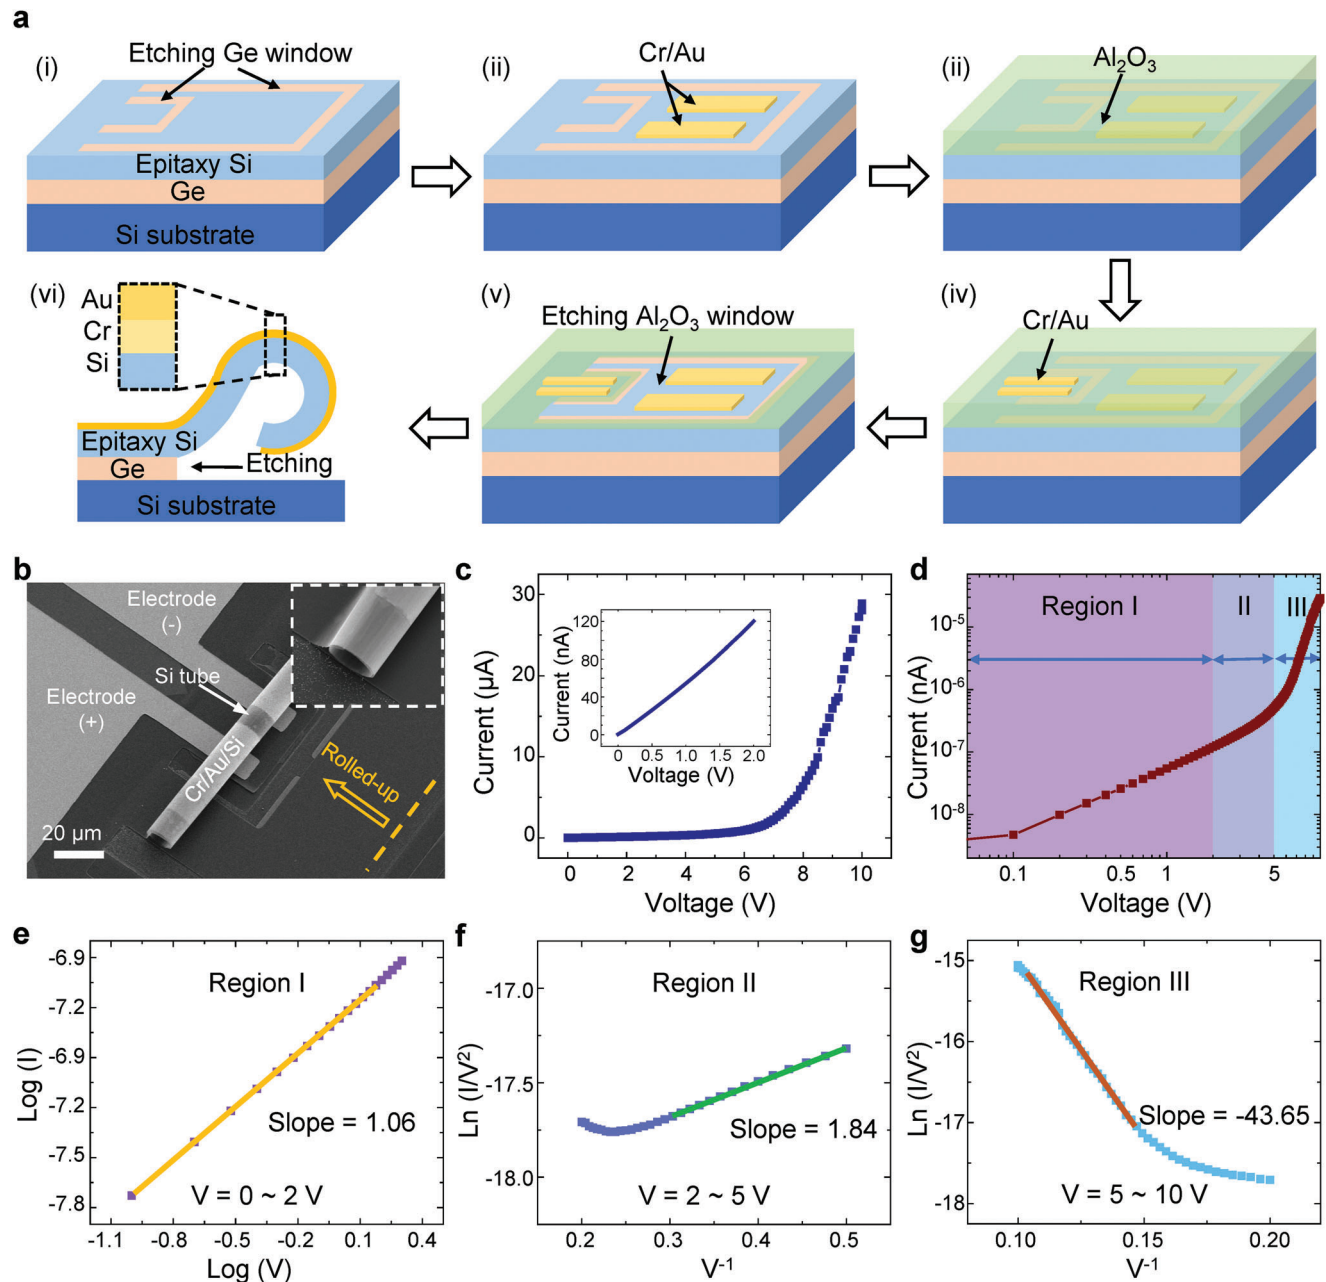 a
(i)
Etching Ge window
Epitaxy Si
Ge
Si substrate
(ii)
Cr/Au
(ii)
Al₂O₃
(vi)
Au
Cr
Si
Epitaxy Si
Ge
Etching
Si substrate
(v)
Etching Al₂O₃ window
(iv)
Cr/Au
b
Electrode
(-)
Si tube
Electrode
(+)
Cr/Au/Si
Rolled-up
20 µm
c
Current (µA)
30
20
10
0
0 2 4 6 8 10
Voltage (V)
Current (nA)
120
80
40
0
0.0 0.5 1.0 1.5 2.0
Voltage (V)
d
Region I
II
III
Current (nA)
10⁻⁵
10⁻⁶
10⁻⁷
10⁻⁸
0.1 0.5 1 5
Voltage (V)
e
Region I
Log (I)
-6.9
-7.2
-6.9
-7.2
-7.5
-7.8
Slope = 1.06
V = 0 ~ 2 V
-1.1 -0.8 -0.5 -0.2 0.1 0.4
Log (V)
f
Region II
Ln (I/V²)
-17.0
-17.5
-18.0
Slope = 1.84
V = 2 ~ 5 V
0.2 0.3 0.4 0.5
V⁻¹
g
Region III
Ln (I/V²)
-15
-16
-17
-18
Slope = -43.65
V = 5 ~ 10 V
0.10 0.15 0.20
V⁻¹